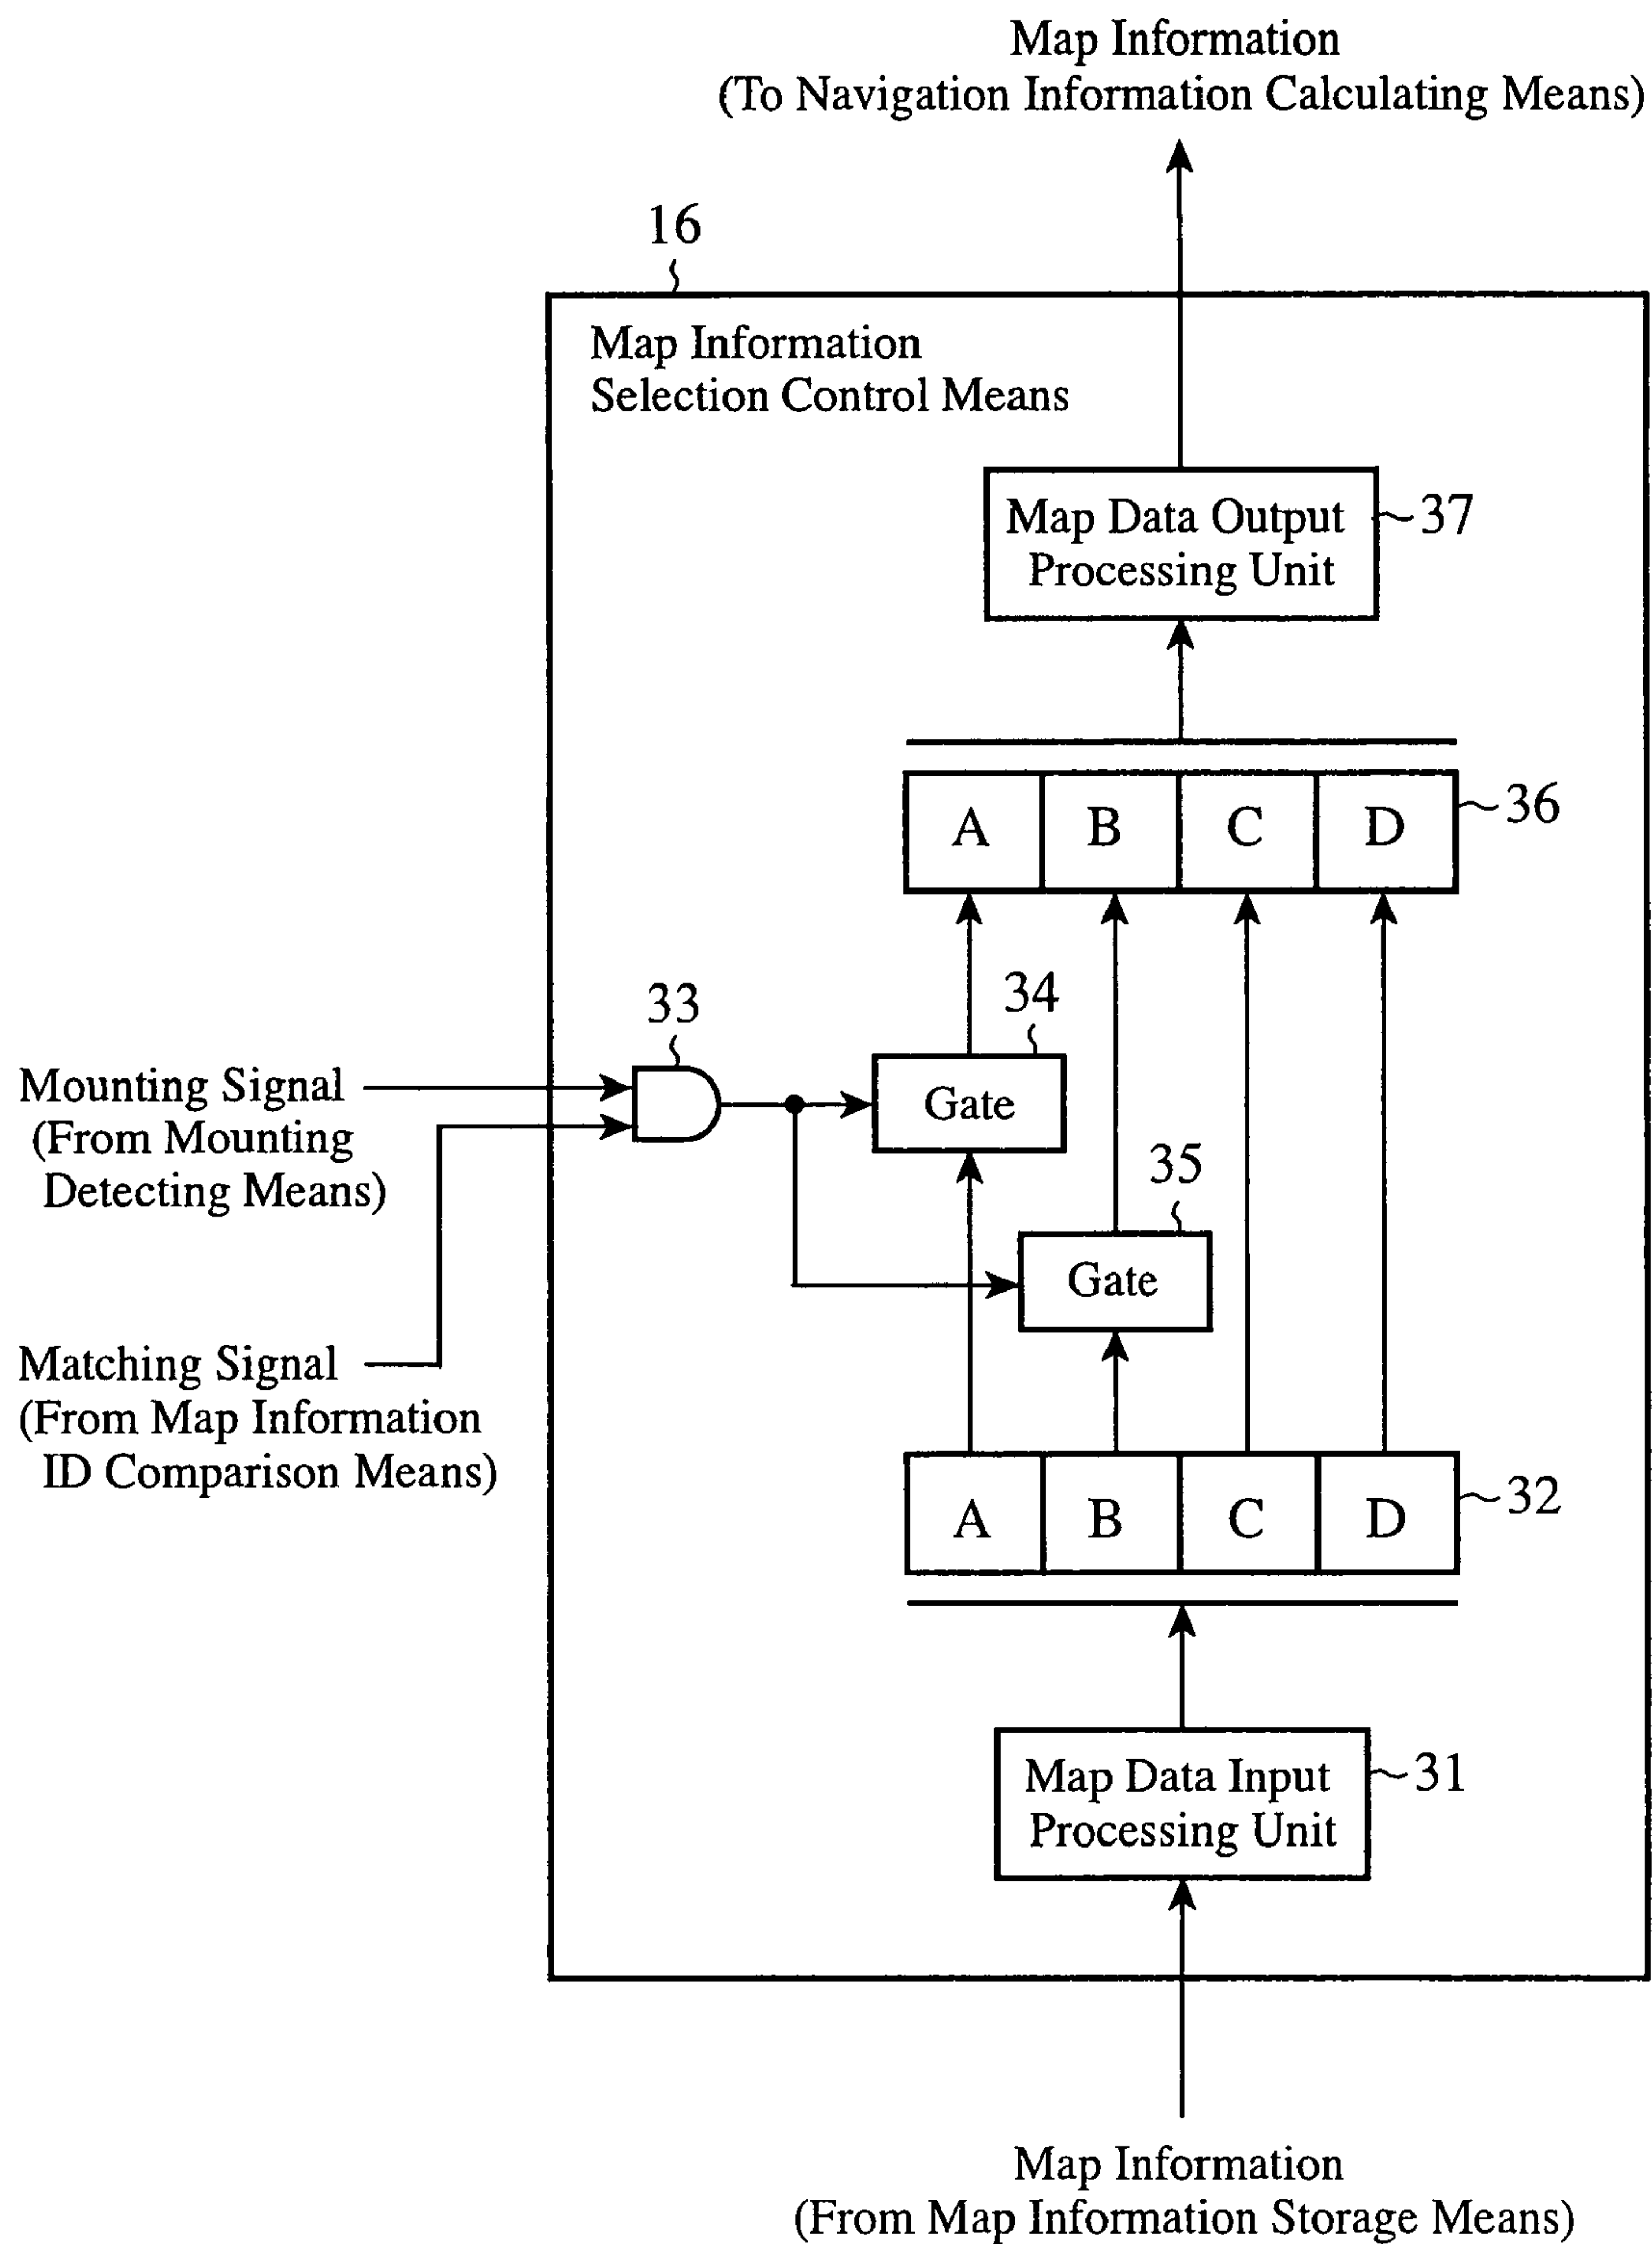 Map Information
(To Navigation Information Calculating Means)
16
Map Information
Selection Control Means
Map Data Output
Processing Unit
37
A B C D
36
34
33
Gate
Mounting Signal
(From Mounting
Detecting Means)
35
Gate
Matching Signal
(From Map Information
ID Comparison Means)
A B C D
32
Map Data Input
Processing Unit
31
Map Information
(From Map Information Storage Means)